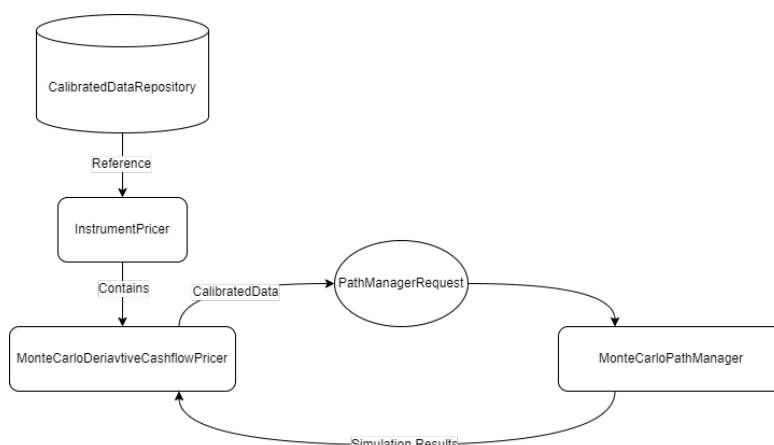 CalibratedDataRepository
Reference
InstrumentPricer
Contains
CalibratedData
PathManagerRequest
MonteCarloDeriavtiveCashflowPricer
MonteCarloPathManager
Simulation Results